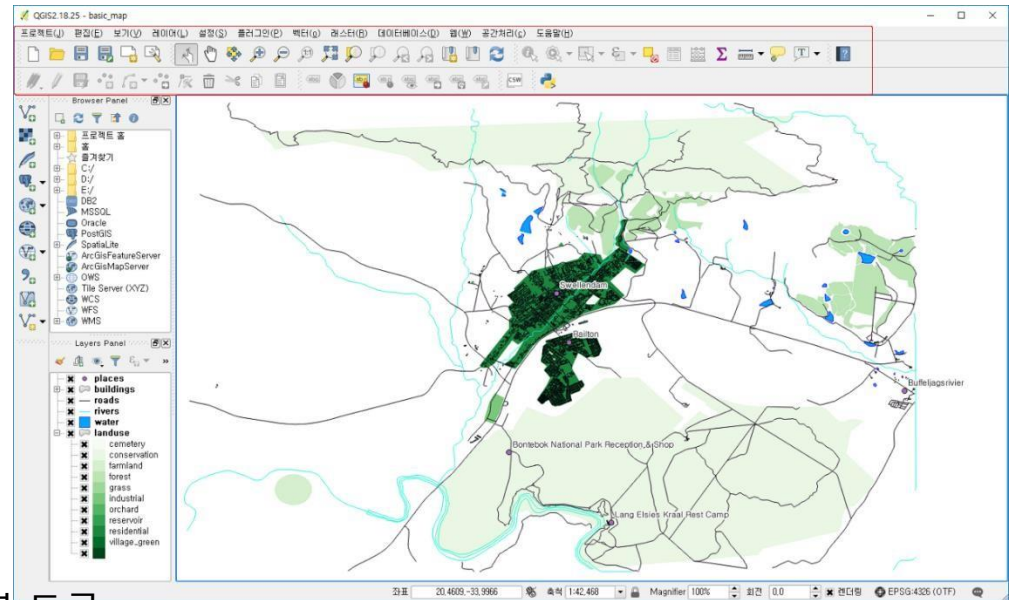 QGIS2.18.25 - basic_map
프로젝트(J) 편집(E) 보기(V) 레이어(L) 설정(S) 플러그인(P) 벡터(o) 래스터(R) 데이터베이스(D) 웹(W) 공간처리(c) 도움말(H)
CSW
Browser Panel
프로젝트 홈
홈
즐겨찾기
C:/
D:/
E:/
DB2
MSSQL
Oracle
PostGIS
SpatiaLite
ArcGisFeatureServer
ArcGisMapServer
OWS
Tile Server (XYZ)
WCS
WFS
WMS
Layers Panel
places
buildings
roads
rivers
water
landuse
cemetery
conservation
farmland
forest
grass
industrial
orchard
reservoir
residential
village_green
Swellendam
Railton
Buffeljagsrivier
Bontebok National Park Reception & Shop
Lang Elsies Kraal Rest Camp
좌표 20,4609,-33,9966 축척 1:42,468 Magnifier 100% 회전 0,0 렌더링 EPSG:4326 (OTF)